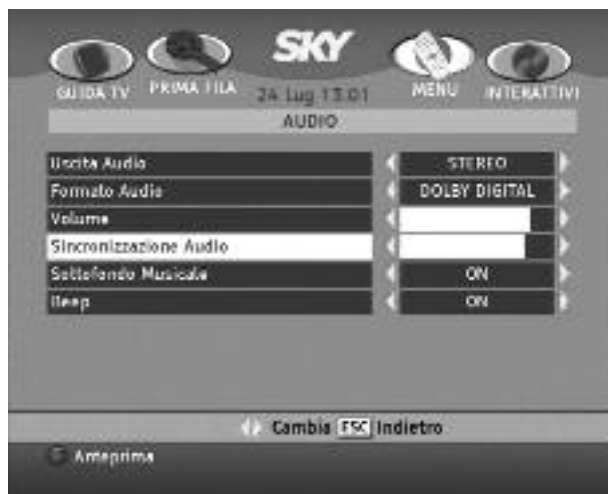 SKY
GUIDA TV PRIMA FILA MENU INTERATTIVI
24 Lug 13.01
AUDIO
Uscita Audio STEREO
Formato Audio DOLBY DIGITAL
Volume
Sincronizzazione Audio
Sottofondo Musicale ON
Beep ON
Cambia ESC Indietro
Anteprima